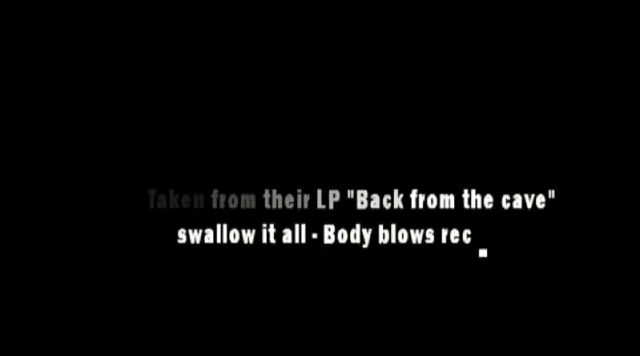 Taken from their LP "Back from the cave"
swallow it all - Body blows rec